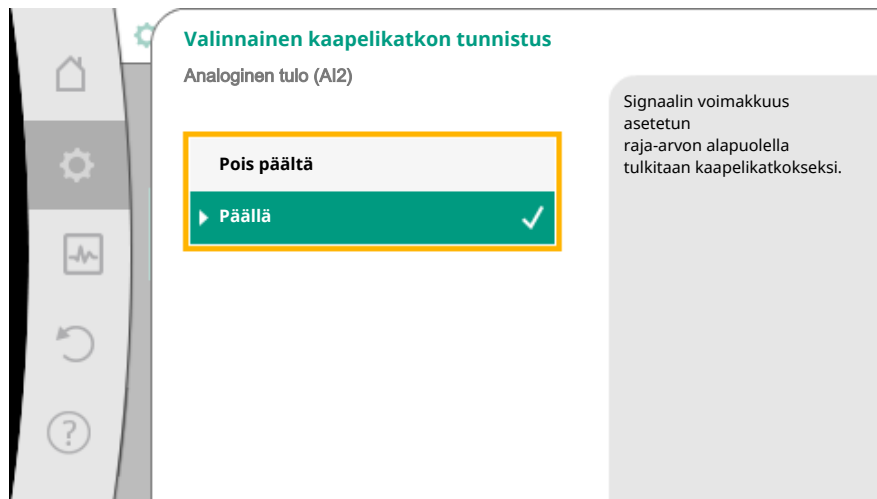 Valinnainen kaapelikatkon tunnistus
Analoginen tulo (AI2)
Pois päältä
Päällä
Signaalin voimakkuus
asetetun
raja-arvon alapuolella
tulkitaan kaapelikatkokseksi.
?